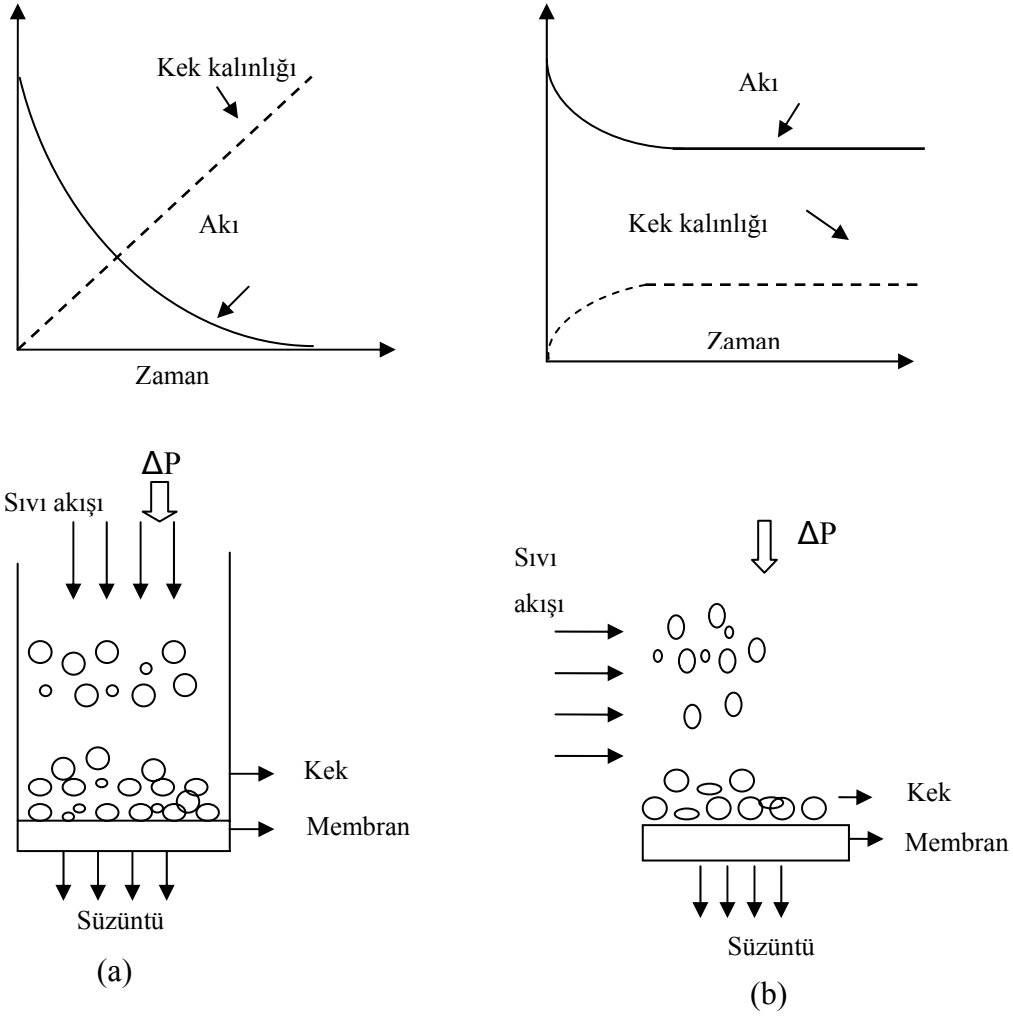 Kek kalınlığı
Akı
Zaman
Akı
Kek kalınlığı
Zaman
ΔP
Sıvı akışı
Kek
Membran
Süzüntü
(a)
ΔP
Sıvı
akışı
Kek
Membran
Süzüntü
(b)